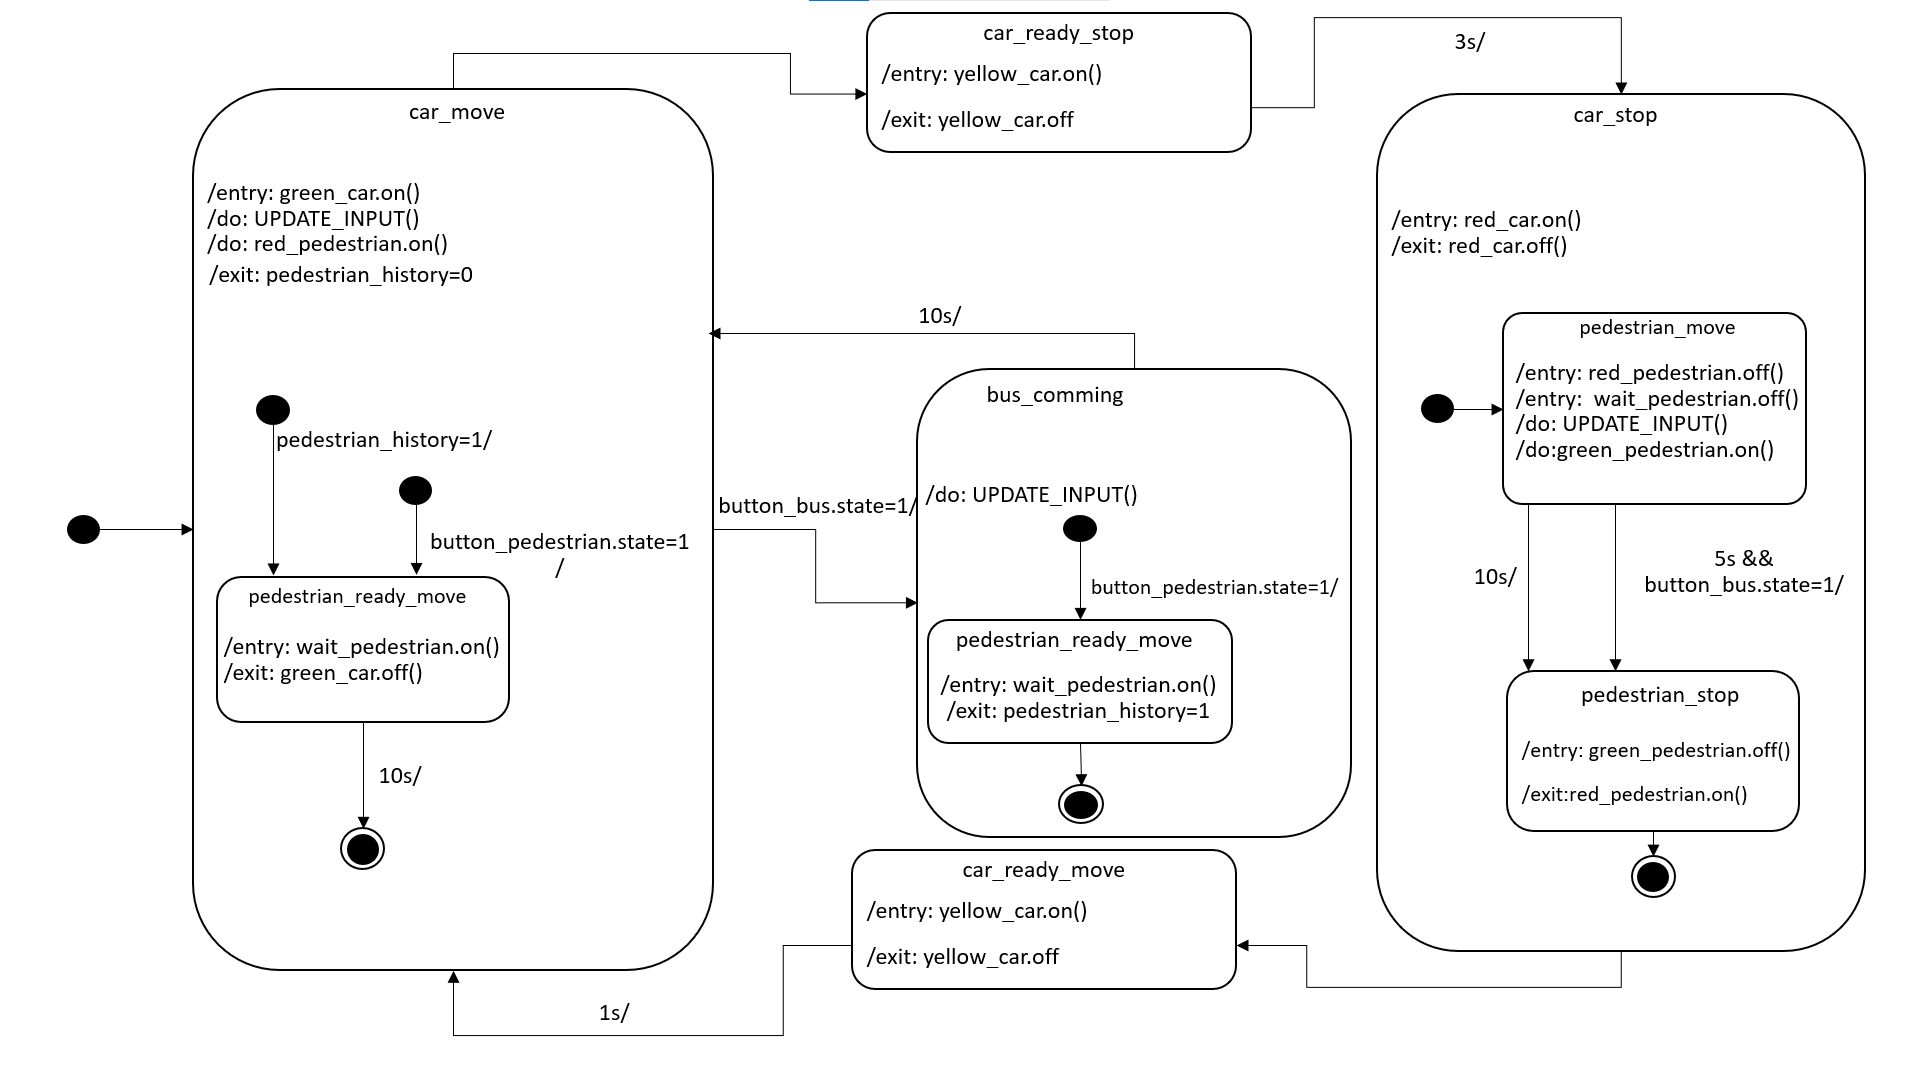 car_ready_stop
/entry: yellow_car.on()
/exit: yellow_car.off
3s/
car_move
/entry: green_car.on()
/do: UPDATE_INPUT()
/do: red_pedestrian.on()
/exit: pedestrian_history=0
pedestrian_history=1/
button_pedestrian.state=1
/
pedestrian_ready_move
/entry: wait_pedestrian.on()
/exit: green_car.off()
10s/
10s/
button_bus.state=1/
bus_comming
/do: UPDATE_INPUT()
button_pedestrian.state=1/
pedestrian_ready_move
/entry: wait_pedestrian.on()
/exit: pedestrian_history=1
car_stop
/entry: red_car.on()
/exit: red_car.off()
pedestrian_move
/entry: red_pedestrian.off()
/entry:  wait_pedestrian.off()
/do: UPDATE_INPUT()
/do:green_pedestrian.on()
10s/
5s &&
button_bus.state=1/
pedestrian_stop
/entry: green_pedestrian.off()
/exit:red_pedestrian.on()
car_ready_move
/entry: yellow_car.on()
/exit: yellow_car.off
1s/